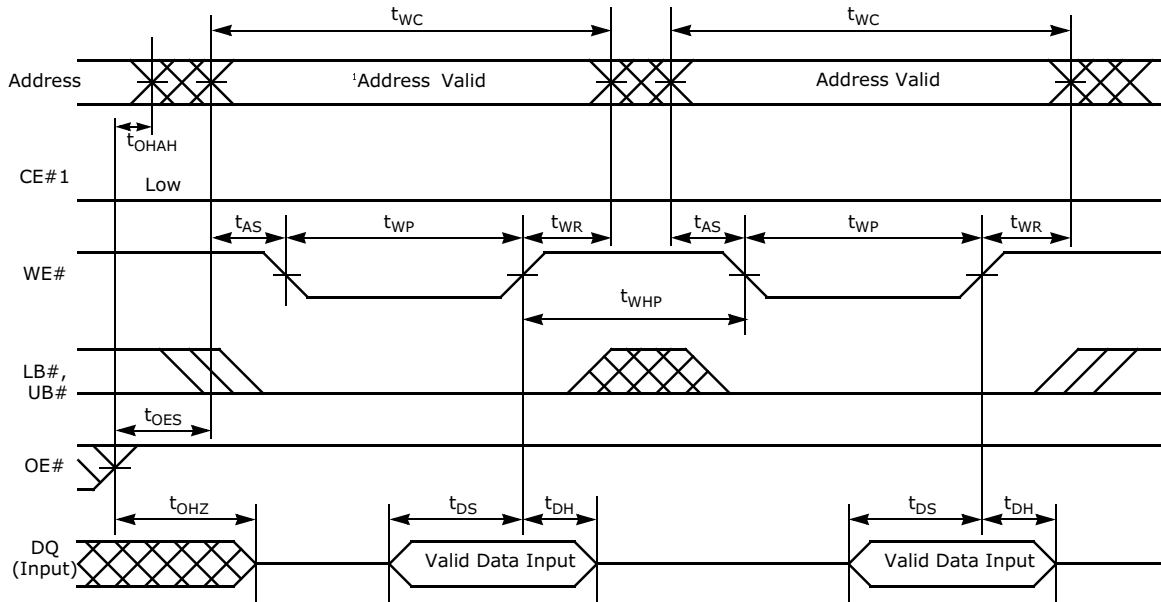 tWC tWC
Address ¹Address Valid Address Valid
tOHAH
CE#1 Low
tAS tWP tWR tAS tWP tWR
WE#
tWHP
LB#,
UB#
tOES
OE#
tOHZ tDS tDH tDS tDH
DQ
(Input) Valid Data Input Valid Data Input